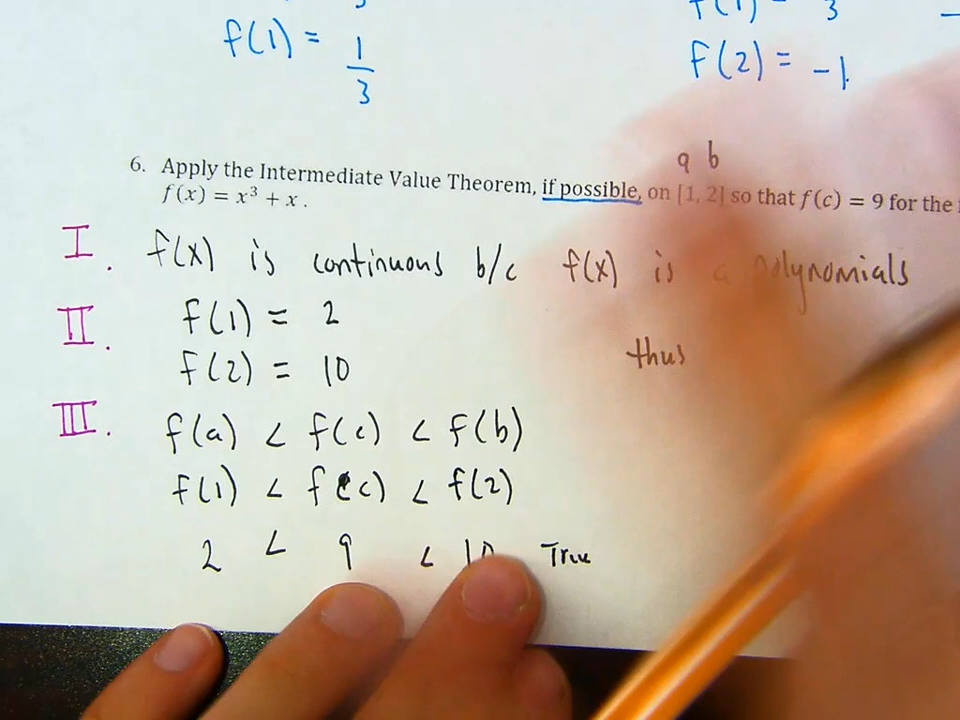 f(1) = 1/3
f(1) 3
f(2) = -1
a b
6. Apply the Intermediate Value Theorem, if possible, on [1, 2] so that f(c) = 9 for the
f(x) = x³ + x.
I. f(x) is continuous b/c f(x) is a polynomials
II. f(1) = 2
f(2) = 10
thus
III. f(a) < f(c) < f(b)
f(1) < f(c) < f(2)
2 < 9 < 10 True